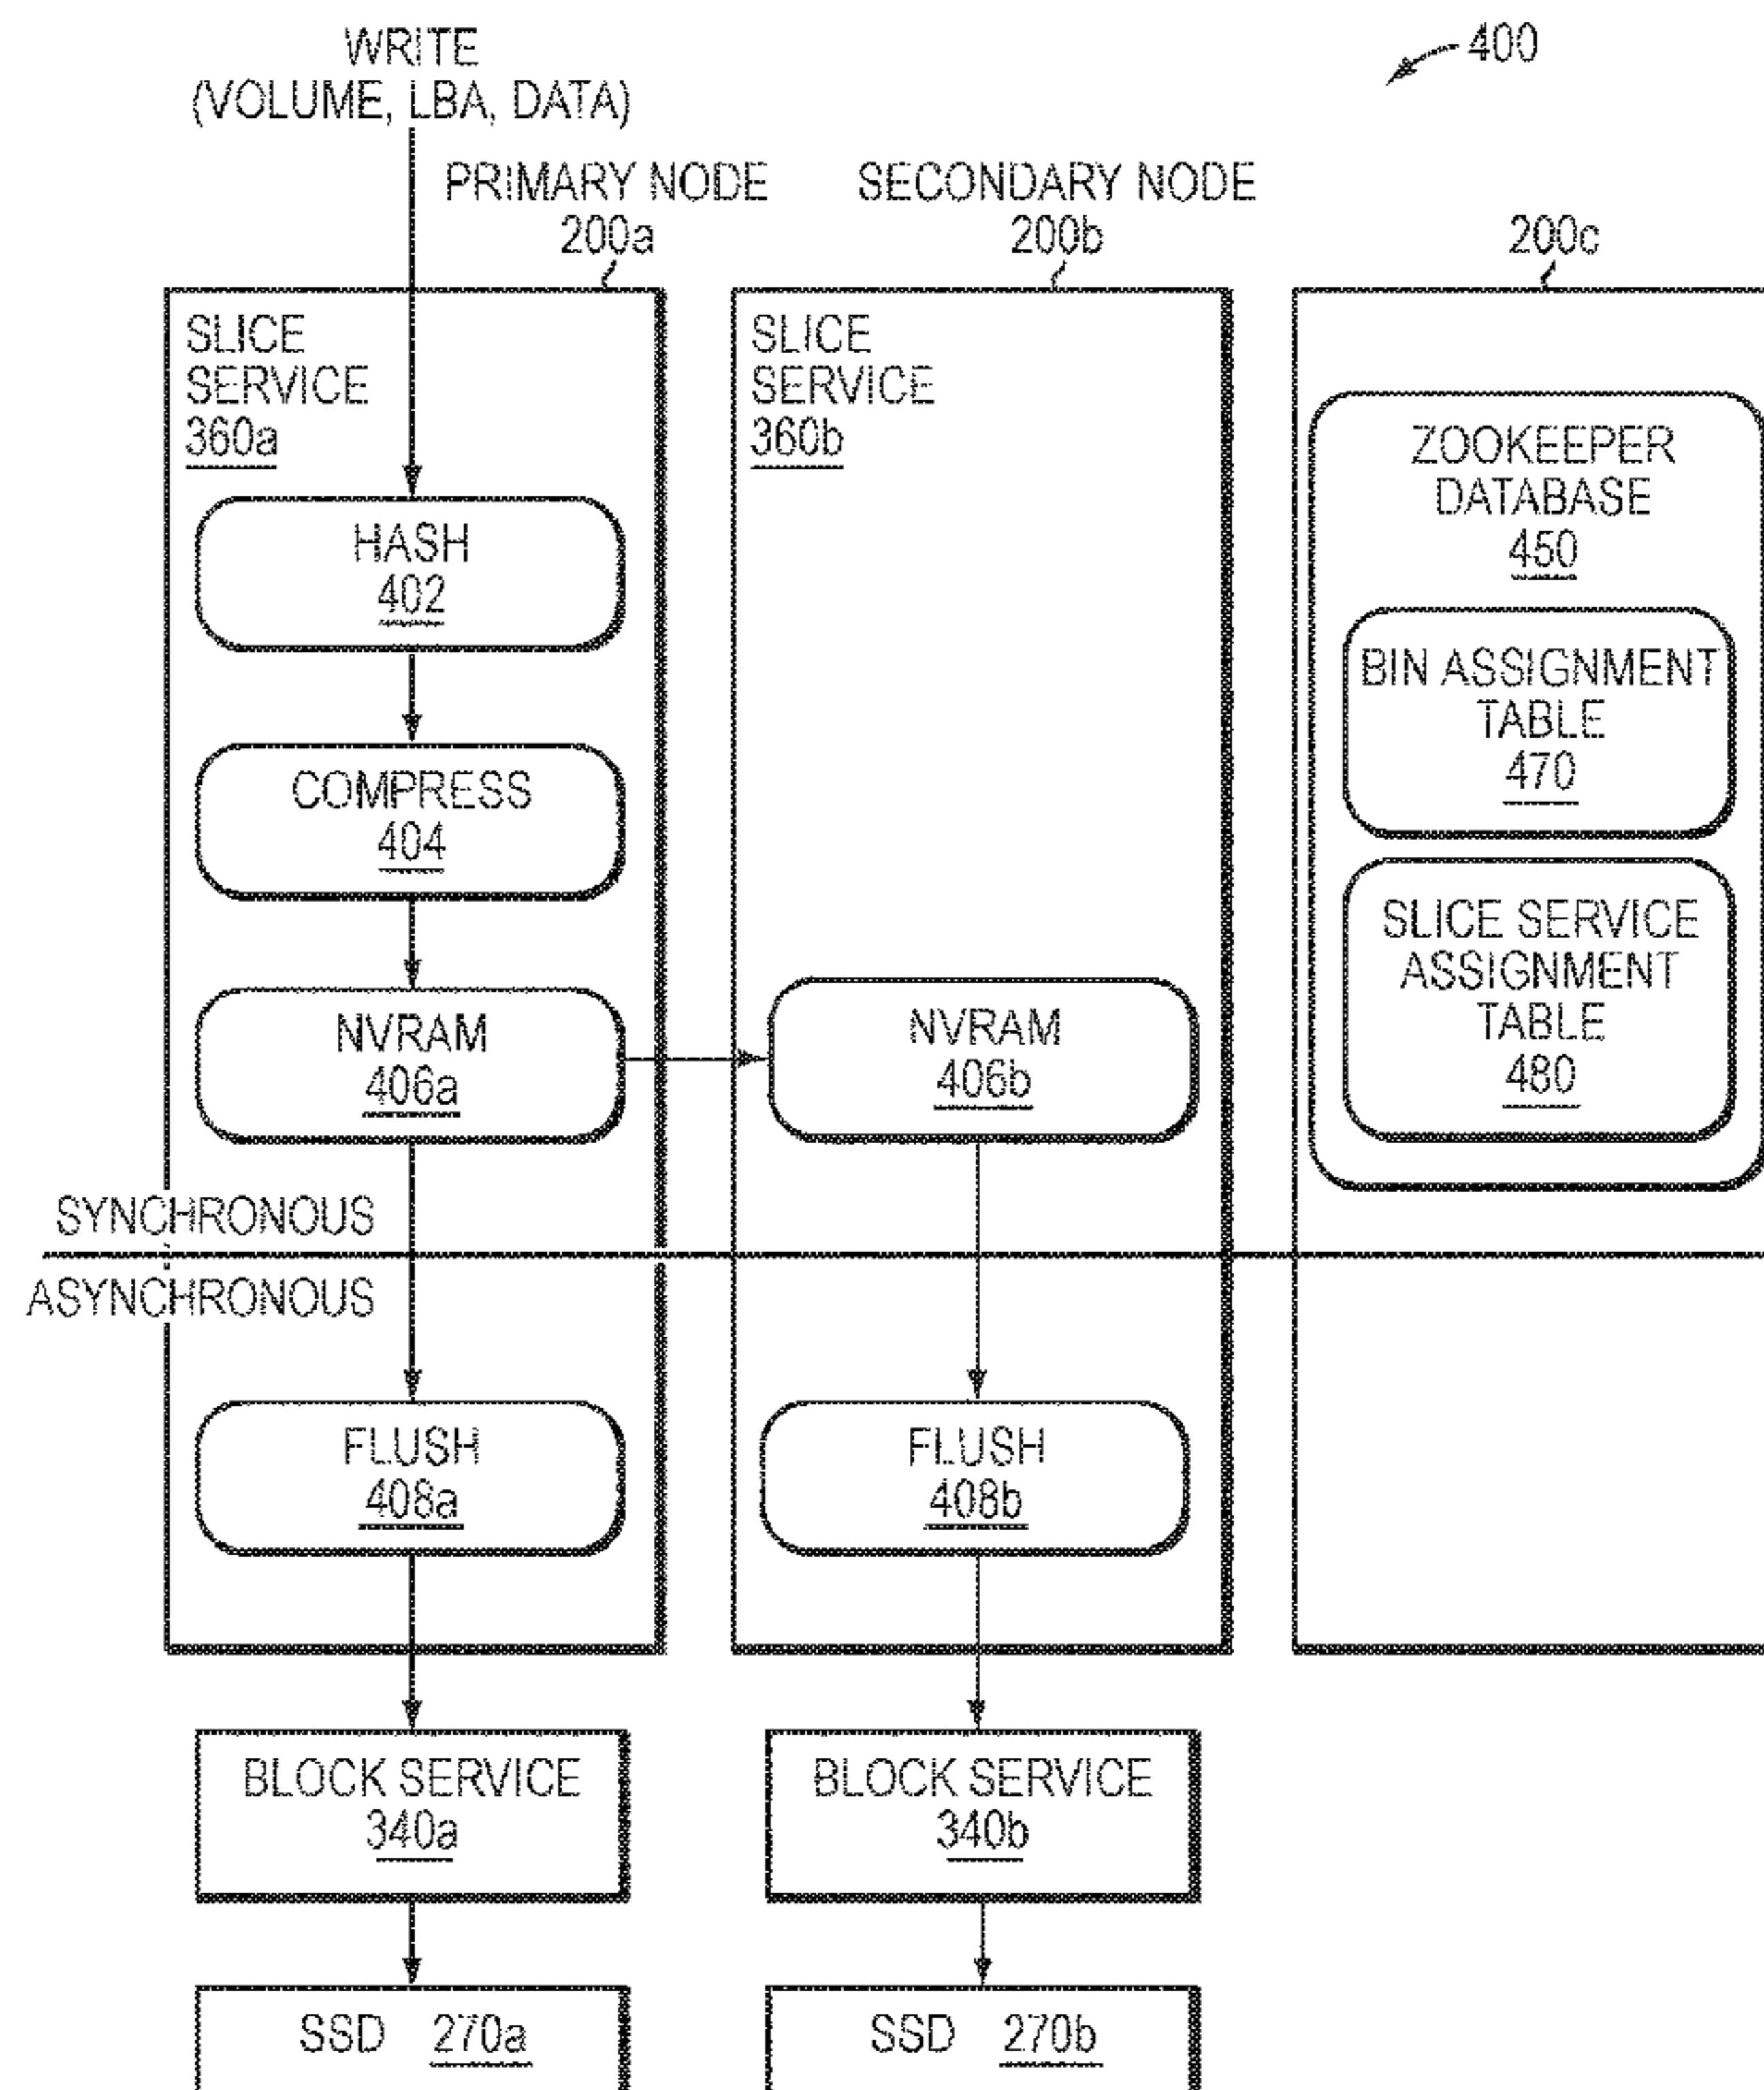 WRITE
(VOLUME, LBA, DATA)
400
PRIMARY NODE
200a
SECONDARY NODE
200b
200c
SLICE
SERVICE
360a
HASH
402
COMPRESS
404
NVRAM
406a
SLICE
SERVICE
360b
NVRAM
406b
ZOOKEEPER
DATABASE
450
BIN ASSIGNMENT
TABLE
470
SLICE SERVICE
ASSIGNMENT
TABLE
480
SYNCHRONOUS
ASYNCHRONOUS
FLUSH
408a
FLUSH
408b
BLOCK SERVICE
340a
BLOCK SERVICE
340b
SSD 270a
SSD 270b